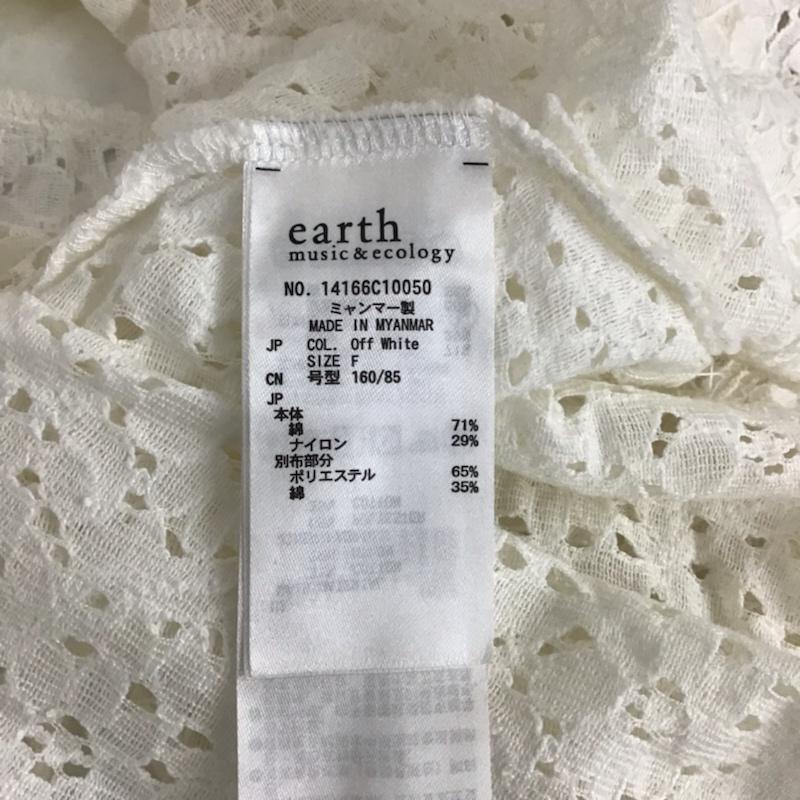 earth
music & ecology
NO. 14166C10050
ミャンマー製
MADE IN MYANMAR
JP COL. Off White
SIZE F
CN 号型 160/85
JP
本体
綿 71%
ナイロン 29%
別布部分
ポリエステル 65%
綿 35%